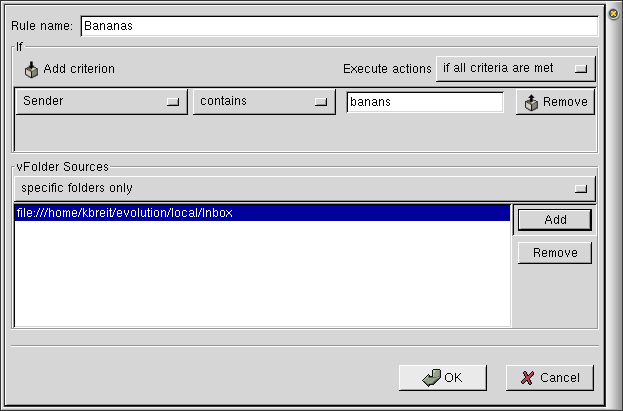 Rule name: Bananas
If
Add criterion Execute actions if all criteria are met
Sender contains banans Remove
vFolder Sources
specific folders only
file:///home/kbreit/evolution/local/Inbox
Add
Remove
OK Cancel